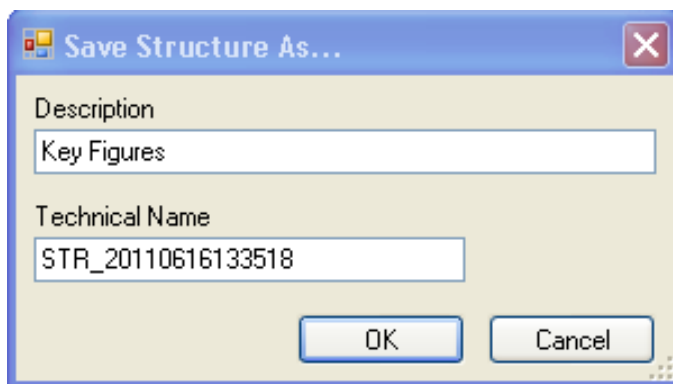 Save Structure As...
Description
Key Figures
Technical Name
STR_20110616133518
OK Cancel